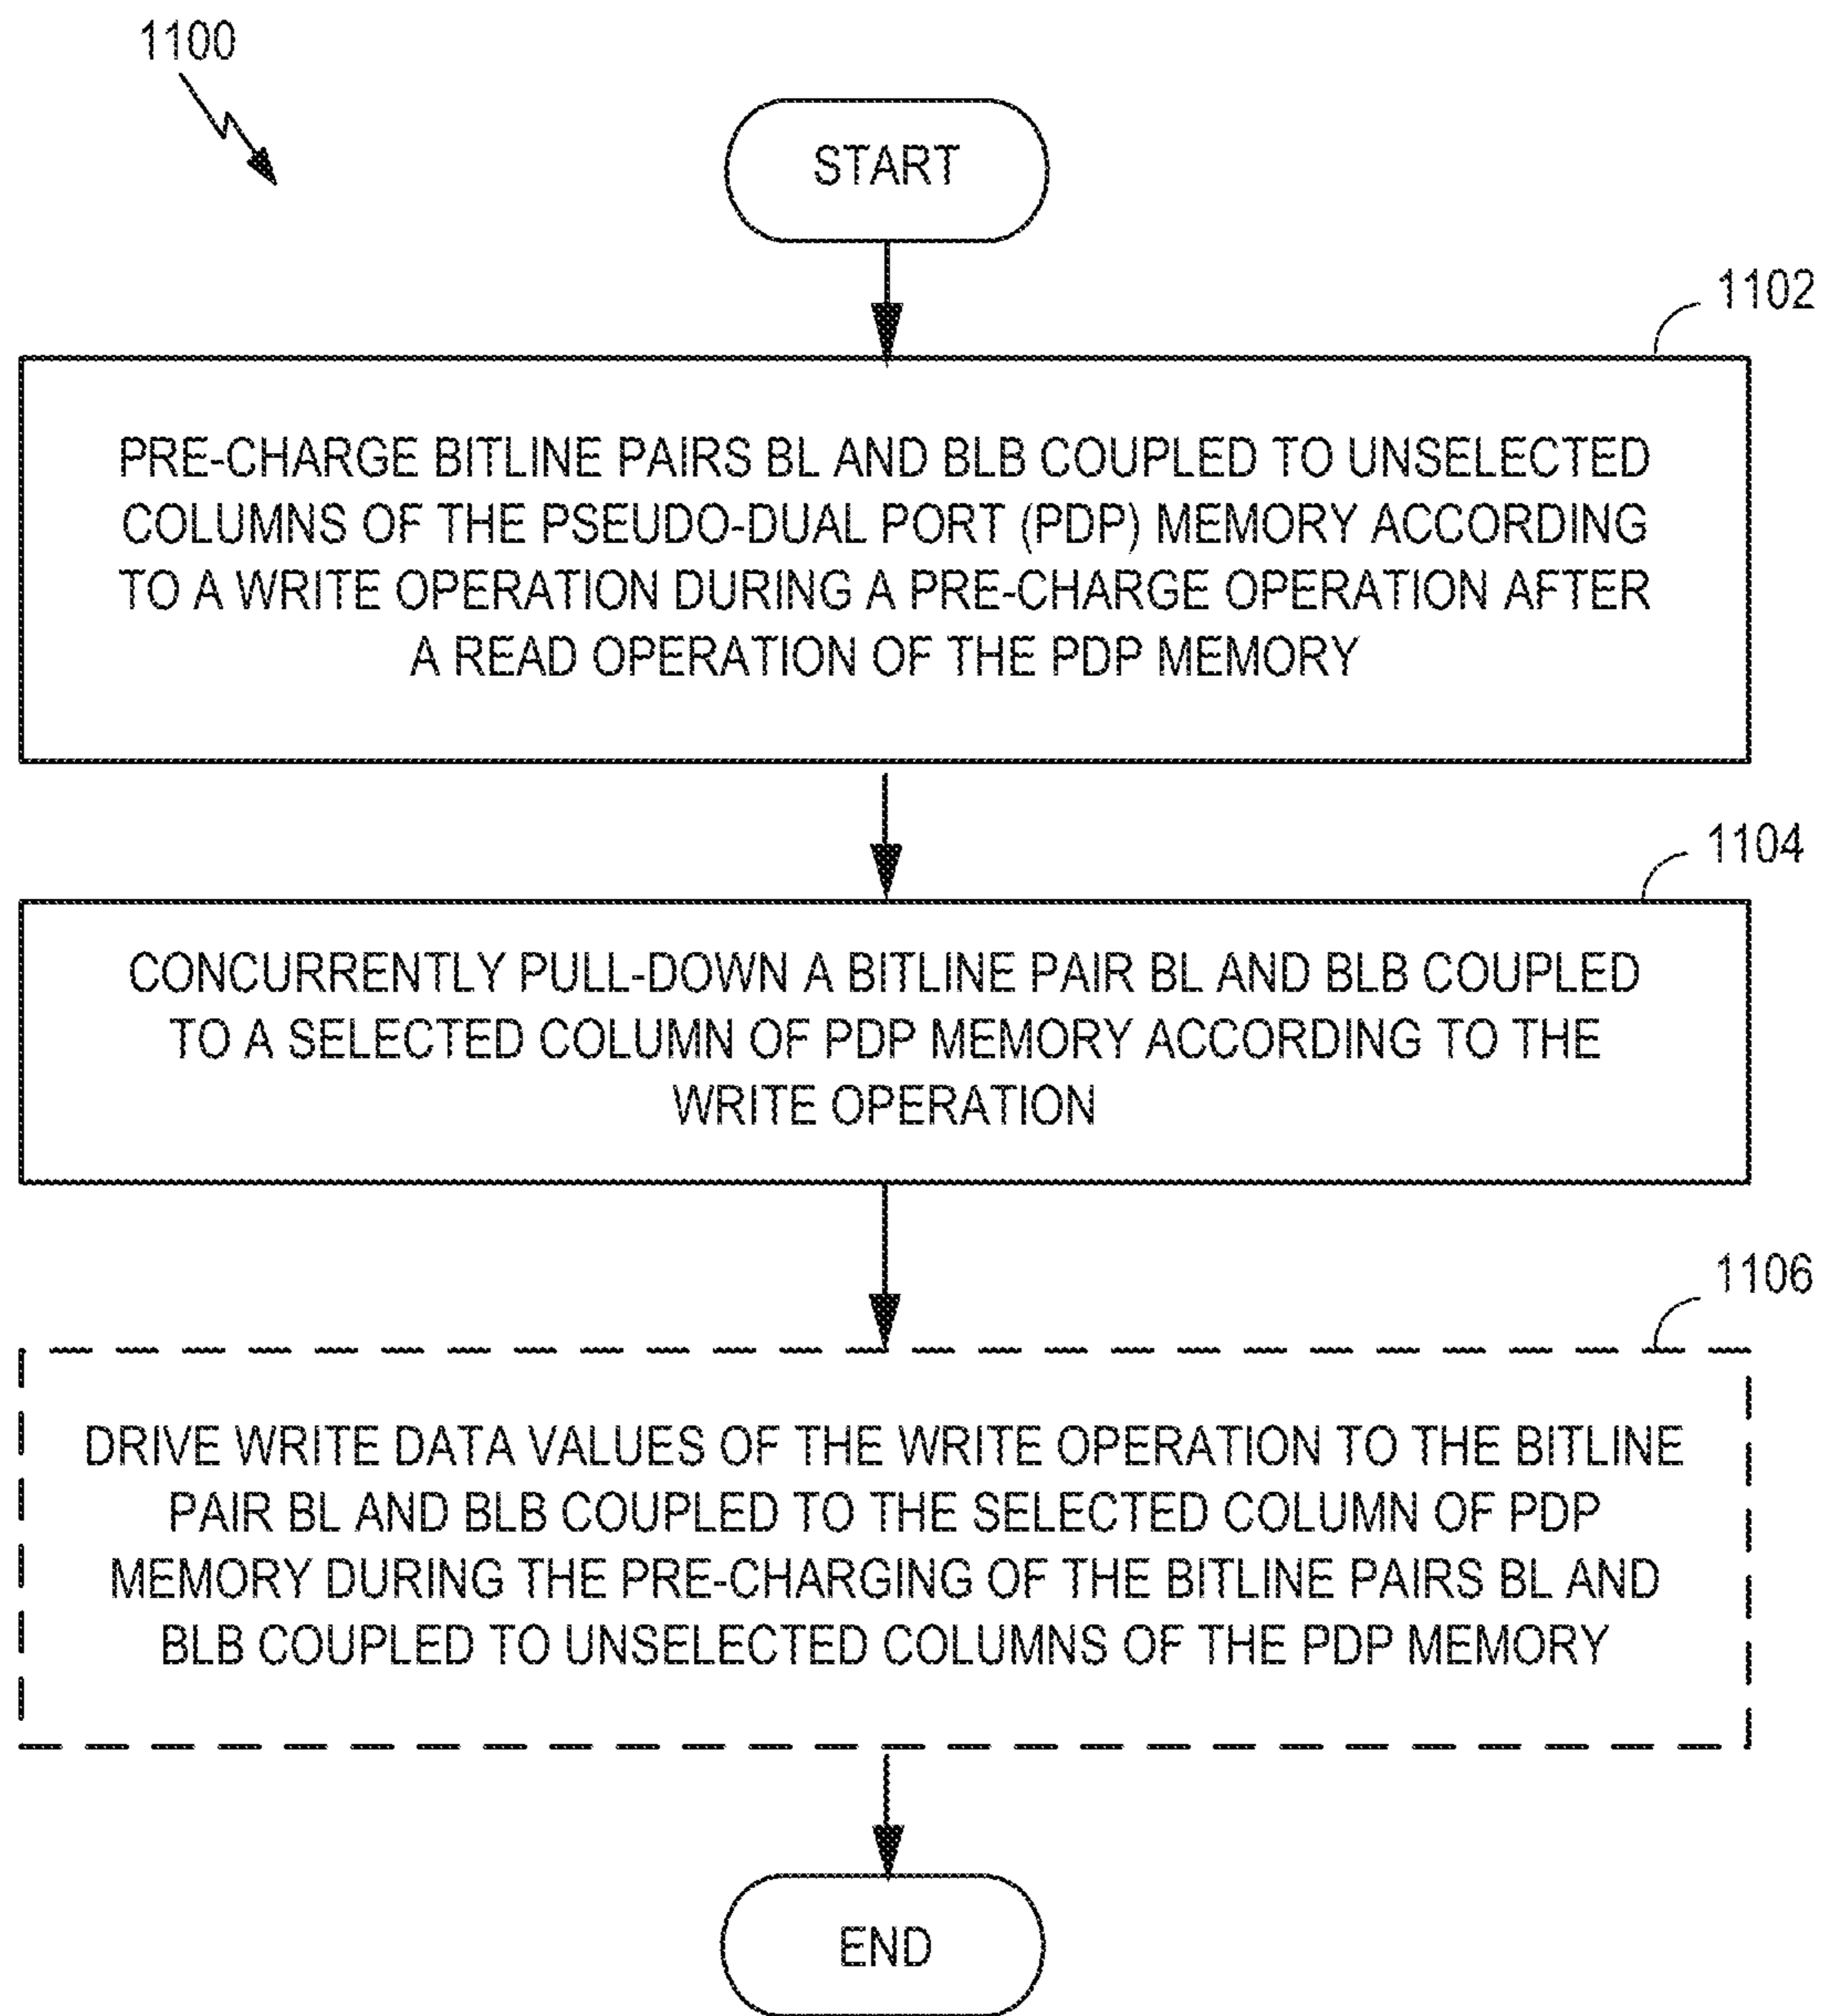 1100
START
1102
PRE-CHARGE BITLINE PAIRS BL AND BLB COUPLED TO UNSELECTED
COLUMNS OF THE PSEUDO-DUAL PORT (PDP) MEMORY ACCORDING
TO A WRITE OPERATION DURING A PRE-CHARGE OPERATION AFTER
A READ OPERATION OF THE PDP MEMORY
1104
CONCURRENTLY PULL-DOWN A BITLINE PAIR BL AND BLB COUPLED
TO A SELECTED COLUMN OF PDP MEMORY ACCORDING TO THE
WRITE OPERATION
1106
DRIVE WRITE DATA VALUES OF THE WRITE OPERATION TO THE BITLINE
PAIR BL AND BLB COUPLED TO THE SELECTED COLUMN OF PDP
MEMORY DURING THE PRE-CHARGING OF THE BITLINE PAIRS BL AND
BLB COUPLED TO UNSELECTED COLUMNS OF THE PDP MEMORY
END